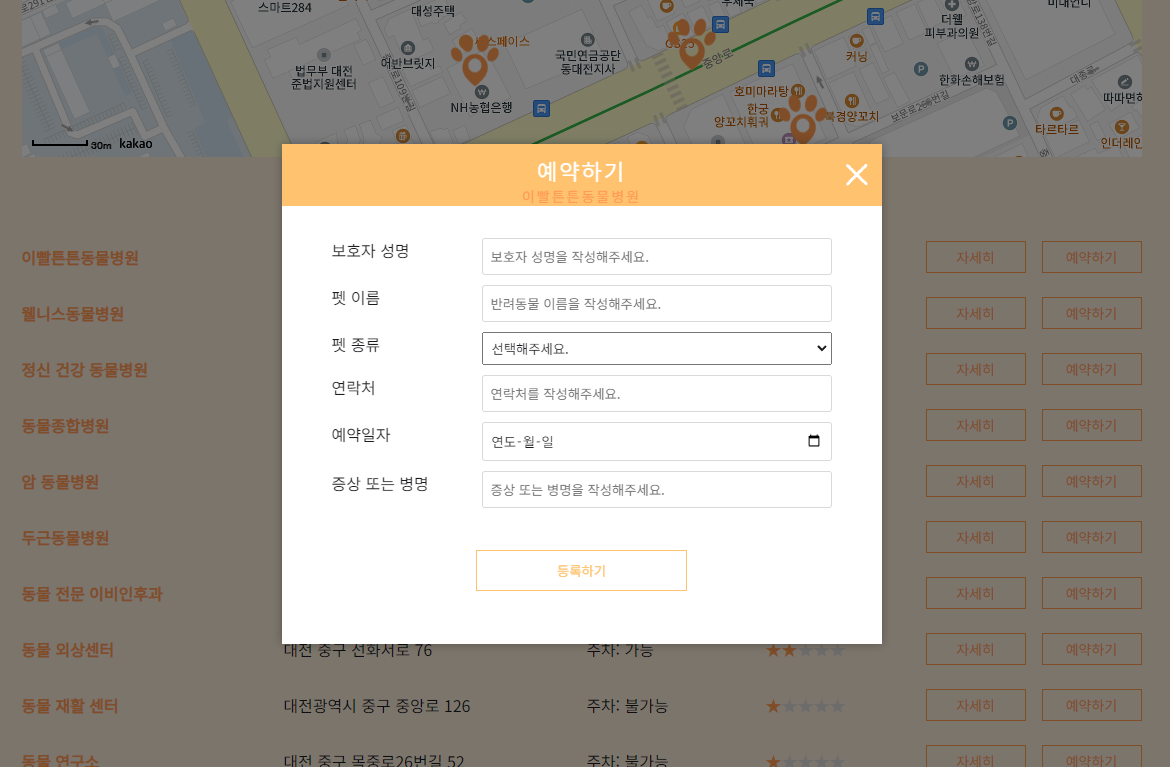 스마트284
대성주택
더웰
피부과의원
커닝
국민연금공단
동대전지사
어반브릿지
법무부 대전
준법지원센터
NH농협은행
중앙로
호미마라탕
한궁
양꼬치훠궈
북경양꼬치
한화손해보험
대종로
보문로298번길
타르타르
30m kakao
예약하기
이빨튼튼동물병원
보호자 성명 보호자 성명을 작성해주세요.
펫 이름 반려동물 이름을 작성해주세요.
펫 종류 선택해주세요.
연락처 연락처를 작성해주세요.
예약일자 연도-월-일
증상 또는 병명 증상 또는 병명을 작성해주세요.
등록하기
이빨튼튼동물병원 자세히 예약하기
웰니스동물병원 자세히 예약하기
정신 건강 동물병원 자세히 예약하기
동물종합병원 자세히 예약하기
암 동물병원 자세히 예약하기
두근동물병원 자세히 예약하기
동물 전문 이비인후과 자세히 예약하기
동물 외상센터 대전 중구 선화서로 76 주차: 가능 자세히 예약하기
동물 재활 센터 대전광역시 중구 중앙로 126 주차: 불가능 자세히 예약하기
동물 연구소 대전 중구 목중로26번길 52 주차: 불가능 자세히 예약하기